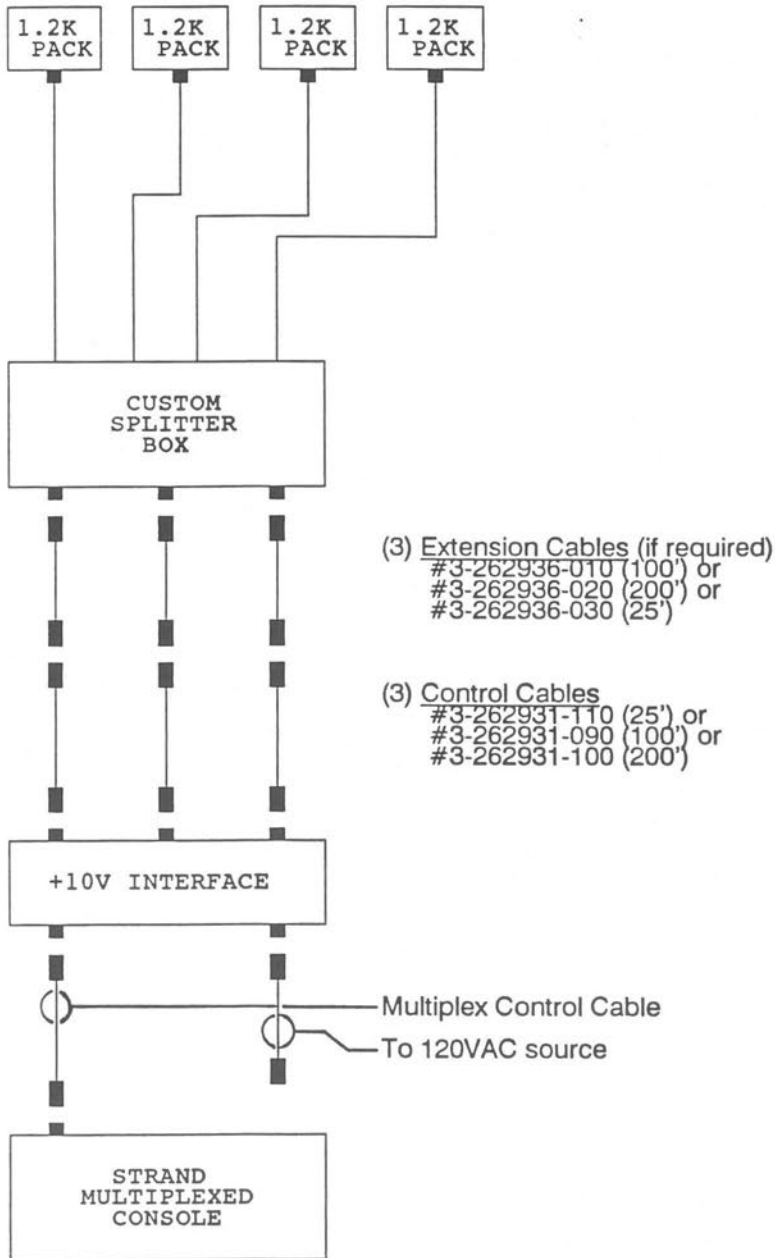 1.2K
PACK
1.2K
PACK
1.2K
PACK
1.2K
PACK
CUSTOM
SPLITTER
BOX
(3) Extension Cables (if required)
#3-262936-010 (100') or
#3-262936-020 (200') or
#3-262936-030 (25')
(3) Control Cables
#3-262931-110 (25') or
#3-262931-090 (100') or
#3-262931-100 (200')
+10V INTERFACE
Multiplex Control Cable
To 120VAC source
STRAND
MULTIPLEXED
CONSOLE